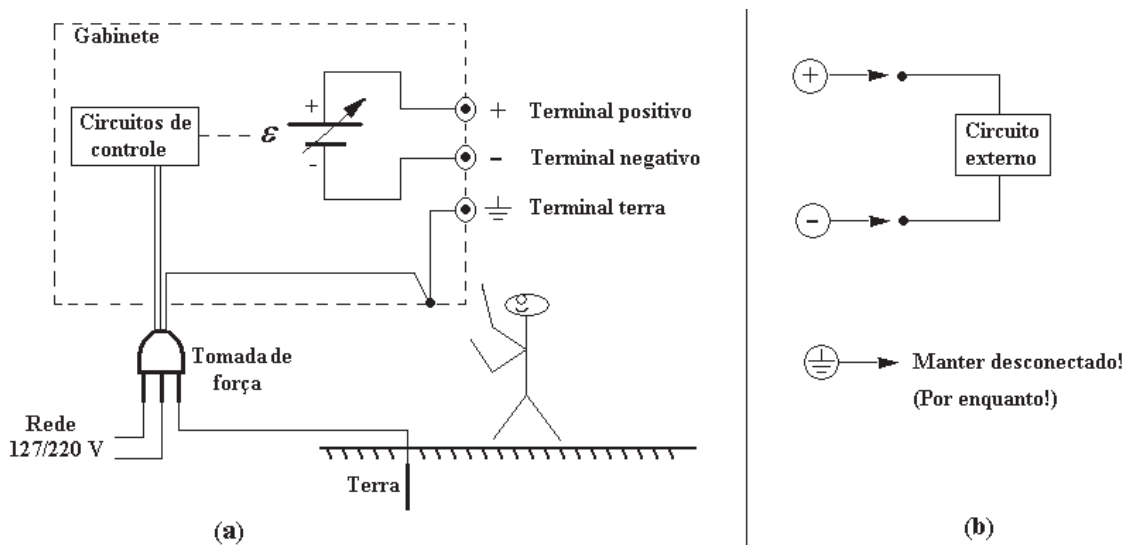 Gabinete
Circuitos de
controle
ε
+
-
+ Terminal positivo
− Terminal negativo
Terminal terra
Tomada de
força
Rede
127/220 V
Terra
(a)
+
Circuito
externo
-
Manter desconectado!
(Por enquanto!)
(b)